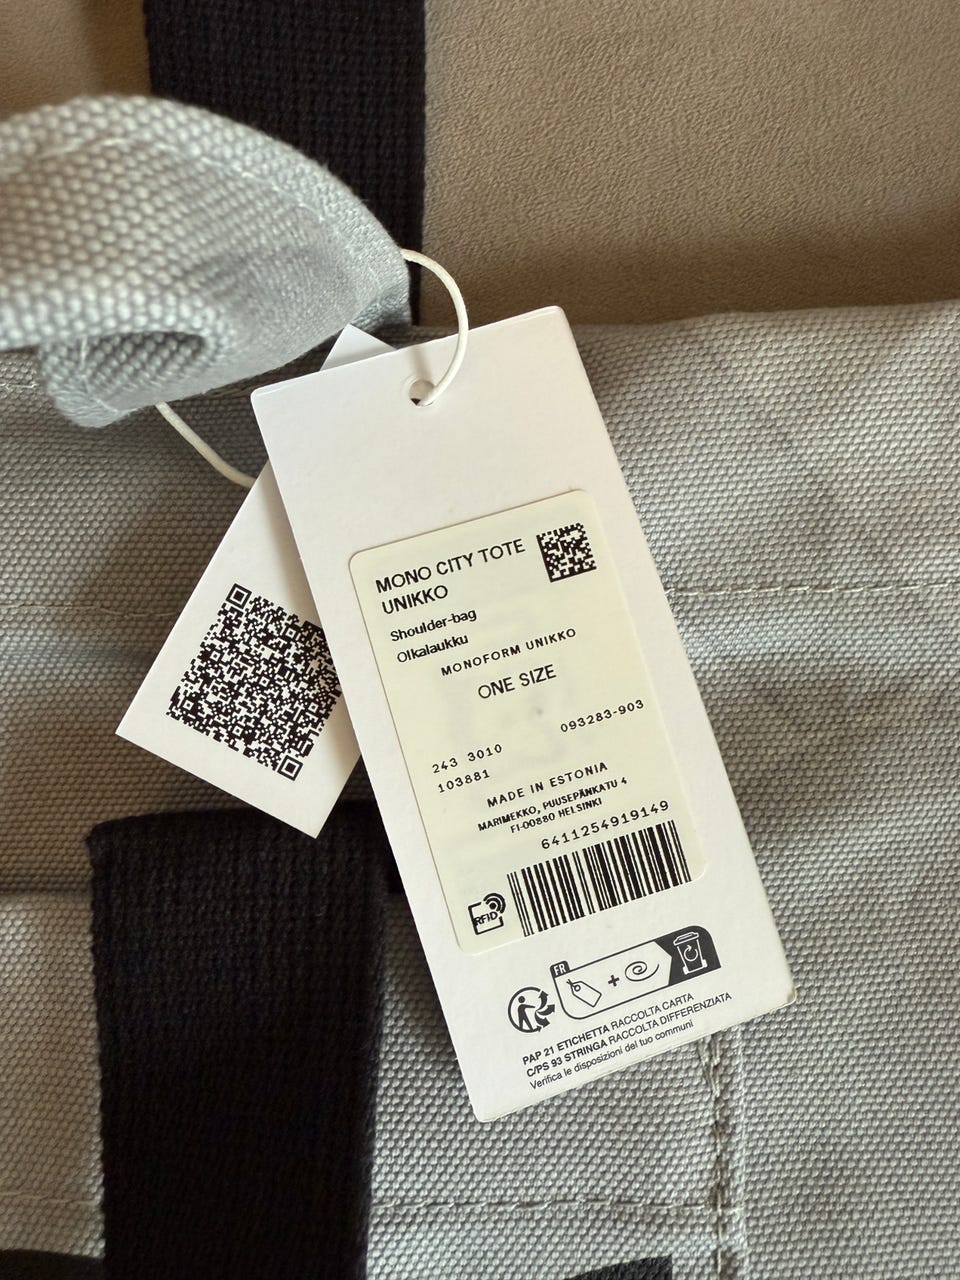 MONO CITY TOTE
UNIKKO
Shoulder-bag
Olkalaukku
MONOFORM UNIKKO
ONE SIZE
243 3010 093283-903
103881
MADE IN ESTONIA
MARIMEKKO, PUUSEPÄNKATU 4
FI-00880 HELSINKI
6411254919149
RFID
FR
PAP 21 ETICHETTA RACCOLTA CARTA
C/PS 93 STRINGA RACCOLTA DIFFERENZIATA
Verifica le disposizioni del tuo comuni